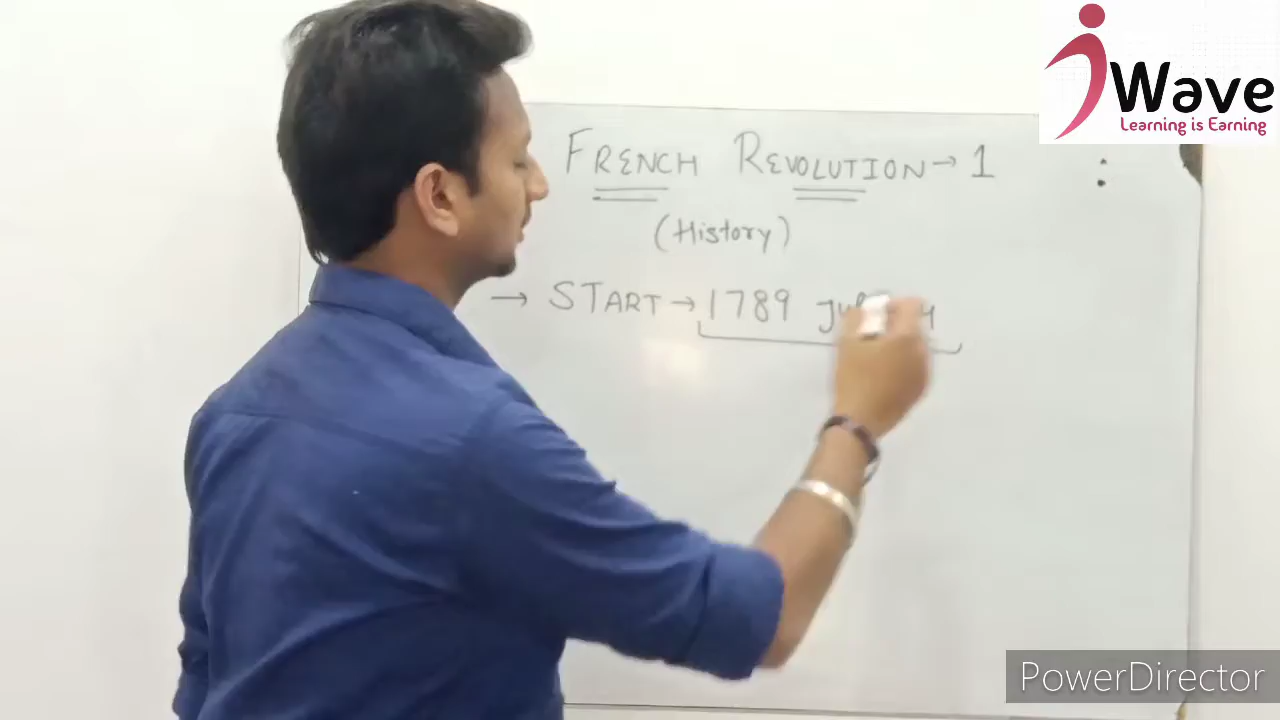 iWave
Learning is Earning
FRENCH REVOLUTION → 1
(History)
→ START → 1789
PowerDirector